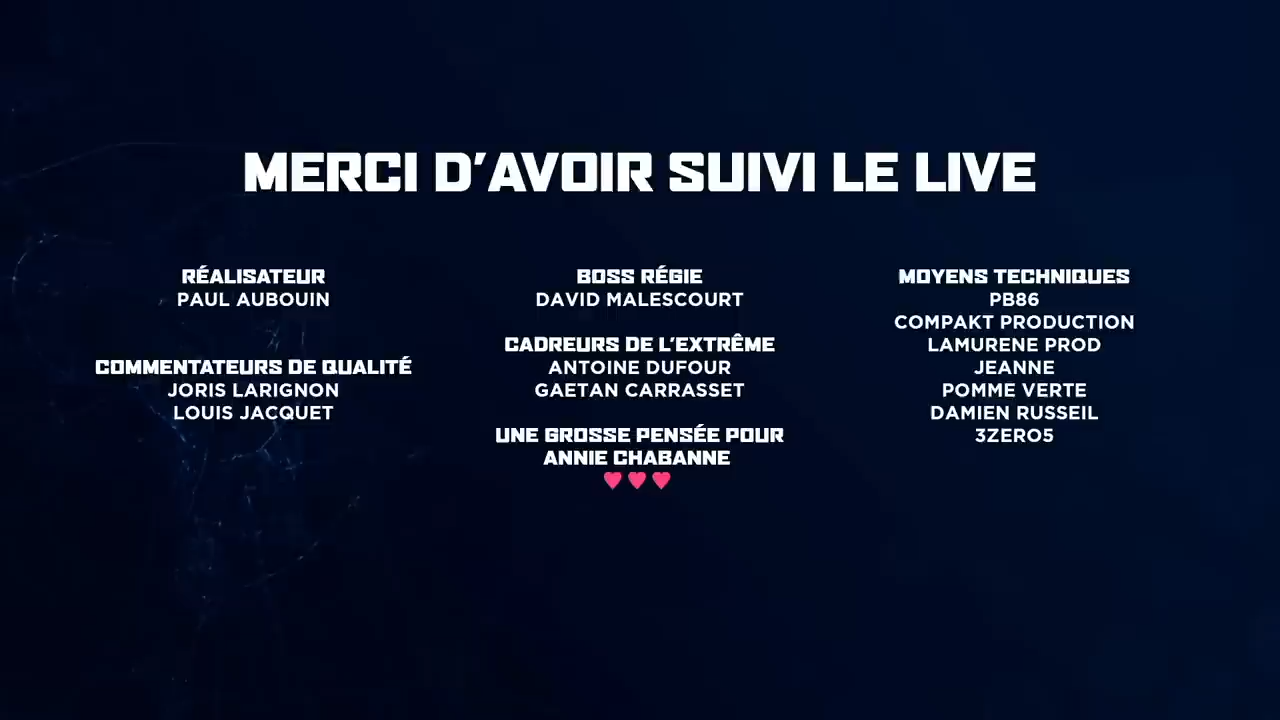 MERCI D'AVOIR SUIVI LE LIVE
RÉALISATEUR
PAUL AUBOUIN
COMMENTATEURS DE QUALITÉ
JORIS LARIGNON
LOUIS JACQUET
BOSS RÉGIE
DAVID MALESCOURT
CADREURS DE L'EXTRÊME
ANTOINE DUFOUR
GAETAN CARRASSET
UNE GROSSE PENSÉE POUR
ANNIE CHABANNE
♥♥♥
MOYENS TECHNIQUES
PB86
COMPAKT PRODUCTION
LAMURENE PROD
JEANNE
POMME VERTE
DAMIEN RUSSEIL
3ZERO5